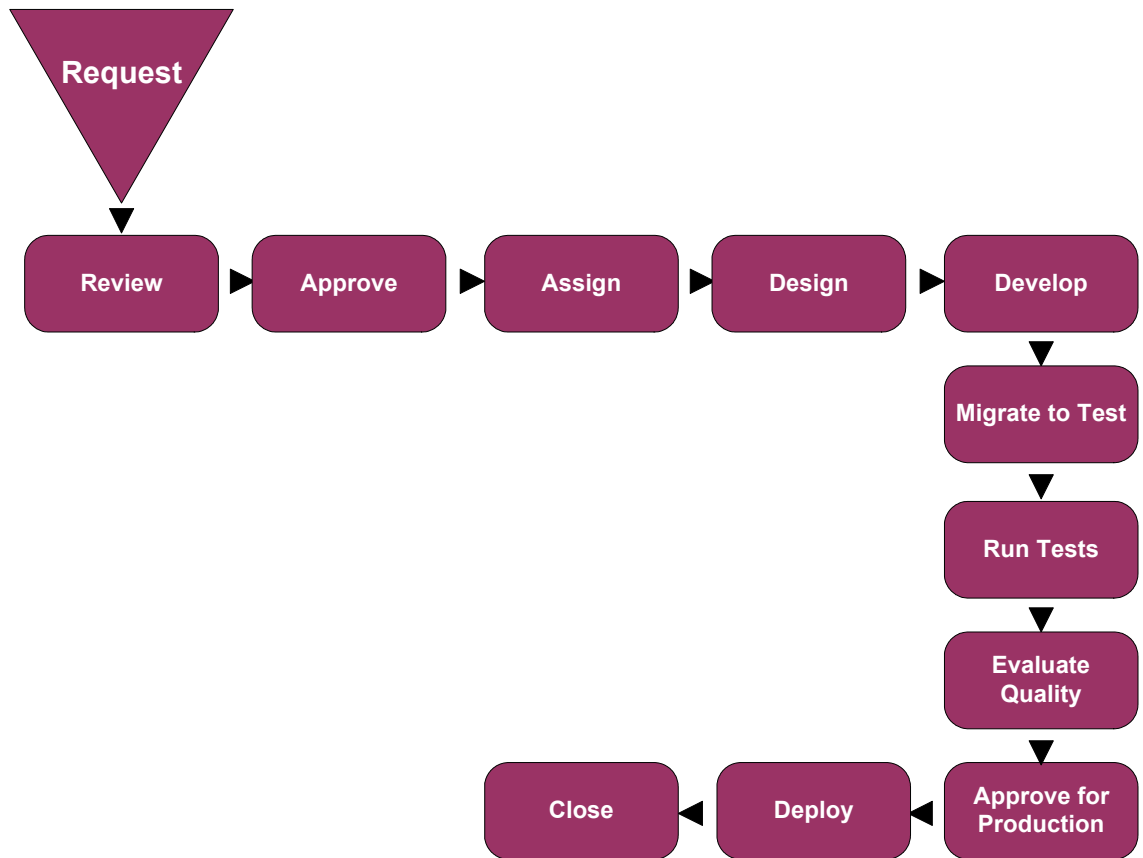 Request
Review
Approve
Assign
Design
Develop
Migrate to Test
Run Tests
Evaluate
Quality
Approve for
Production
Deploy
Close